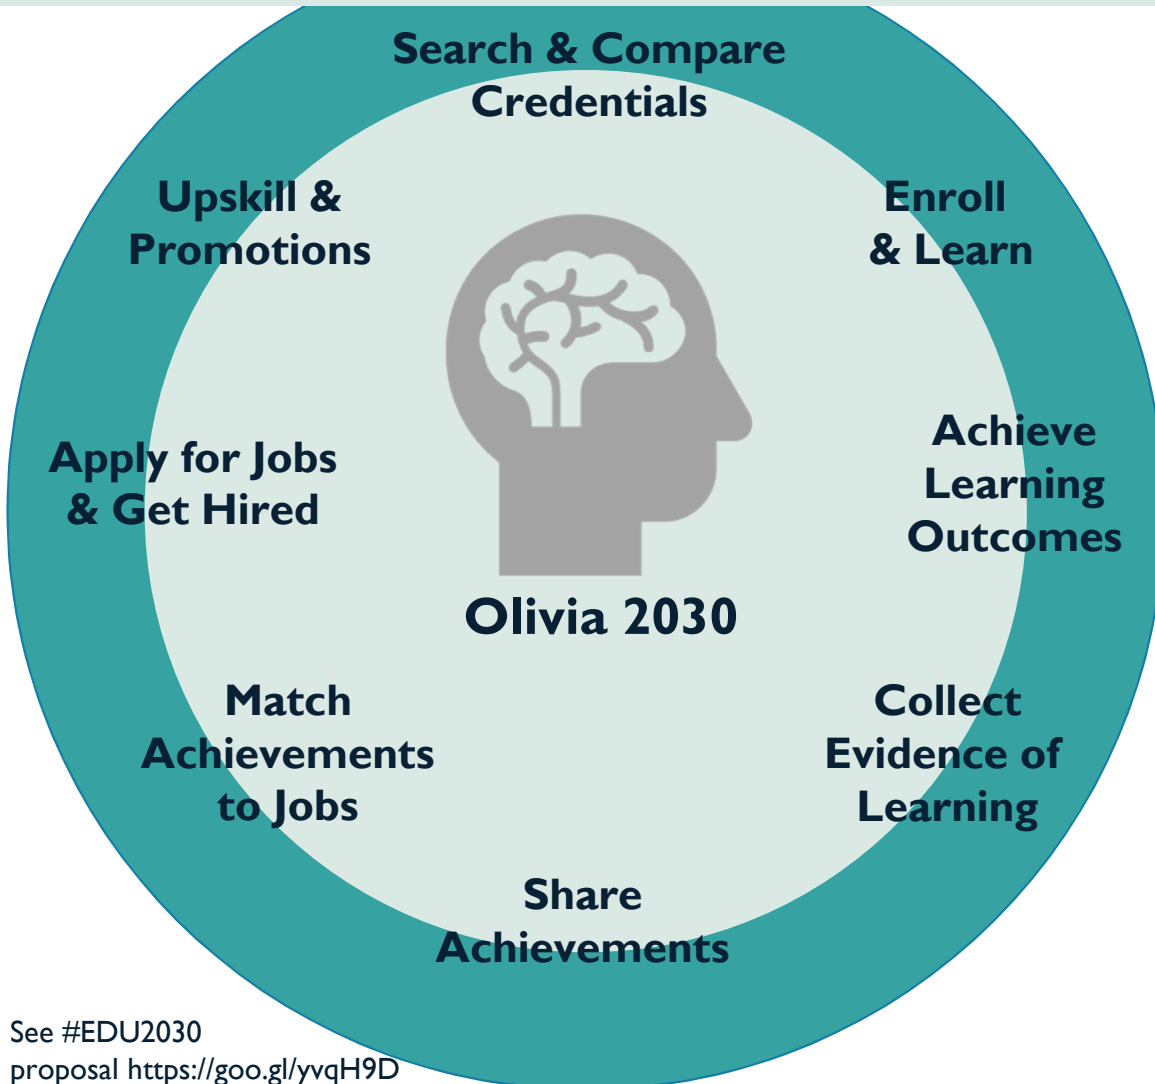 Search & Compare
Credentials
Enroll
& Learn
Achieve
Learning
Outcomes
Collect
Evidence of
Learning
Share
Achievements
Match
Achievements
to Jobs
Apply for Jobs
& Get Hired
Upskill &
Promotions
Olivia 2030
See #EDU2030
proposal https://goo.gl/yvqH9D